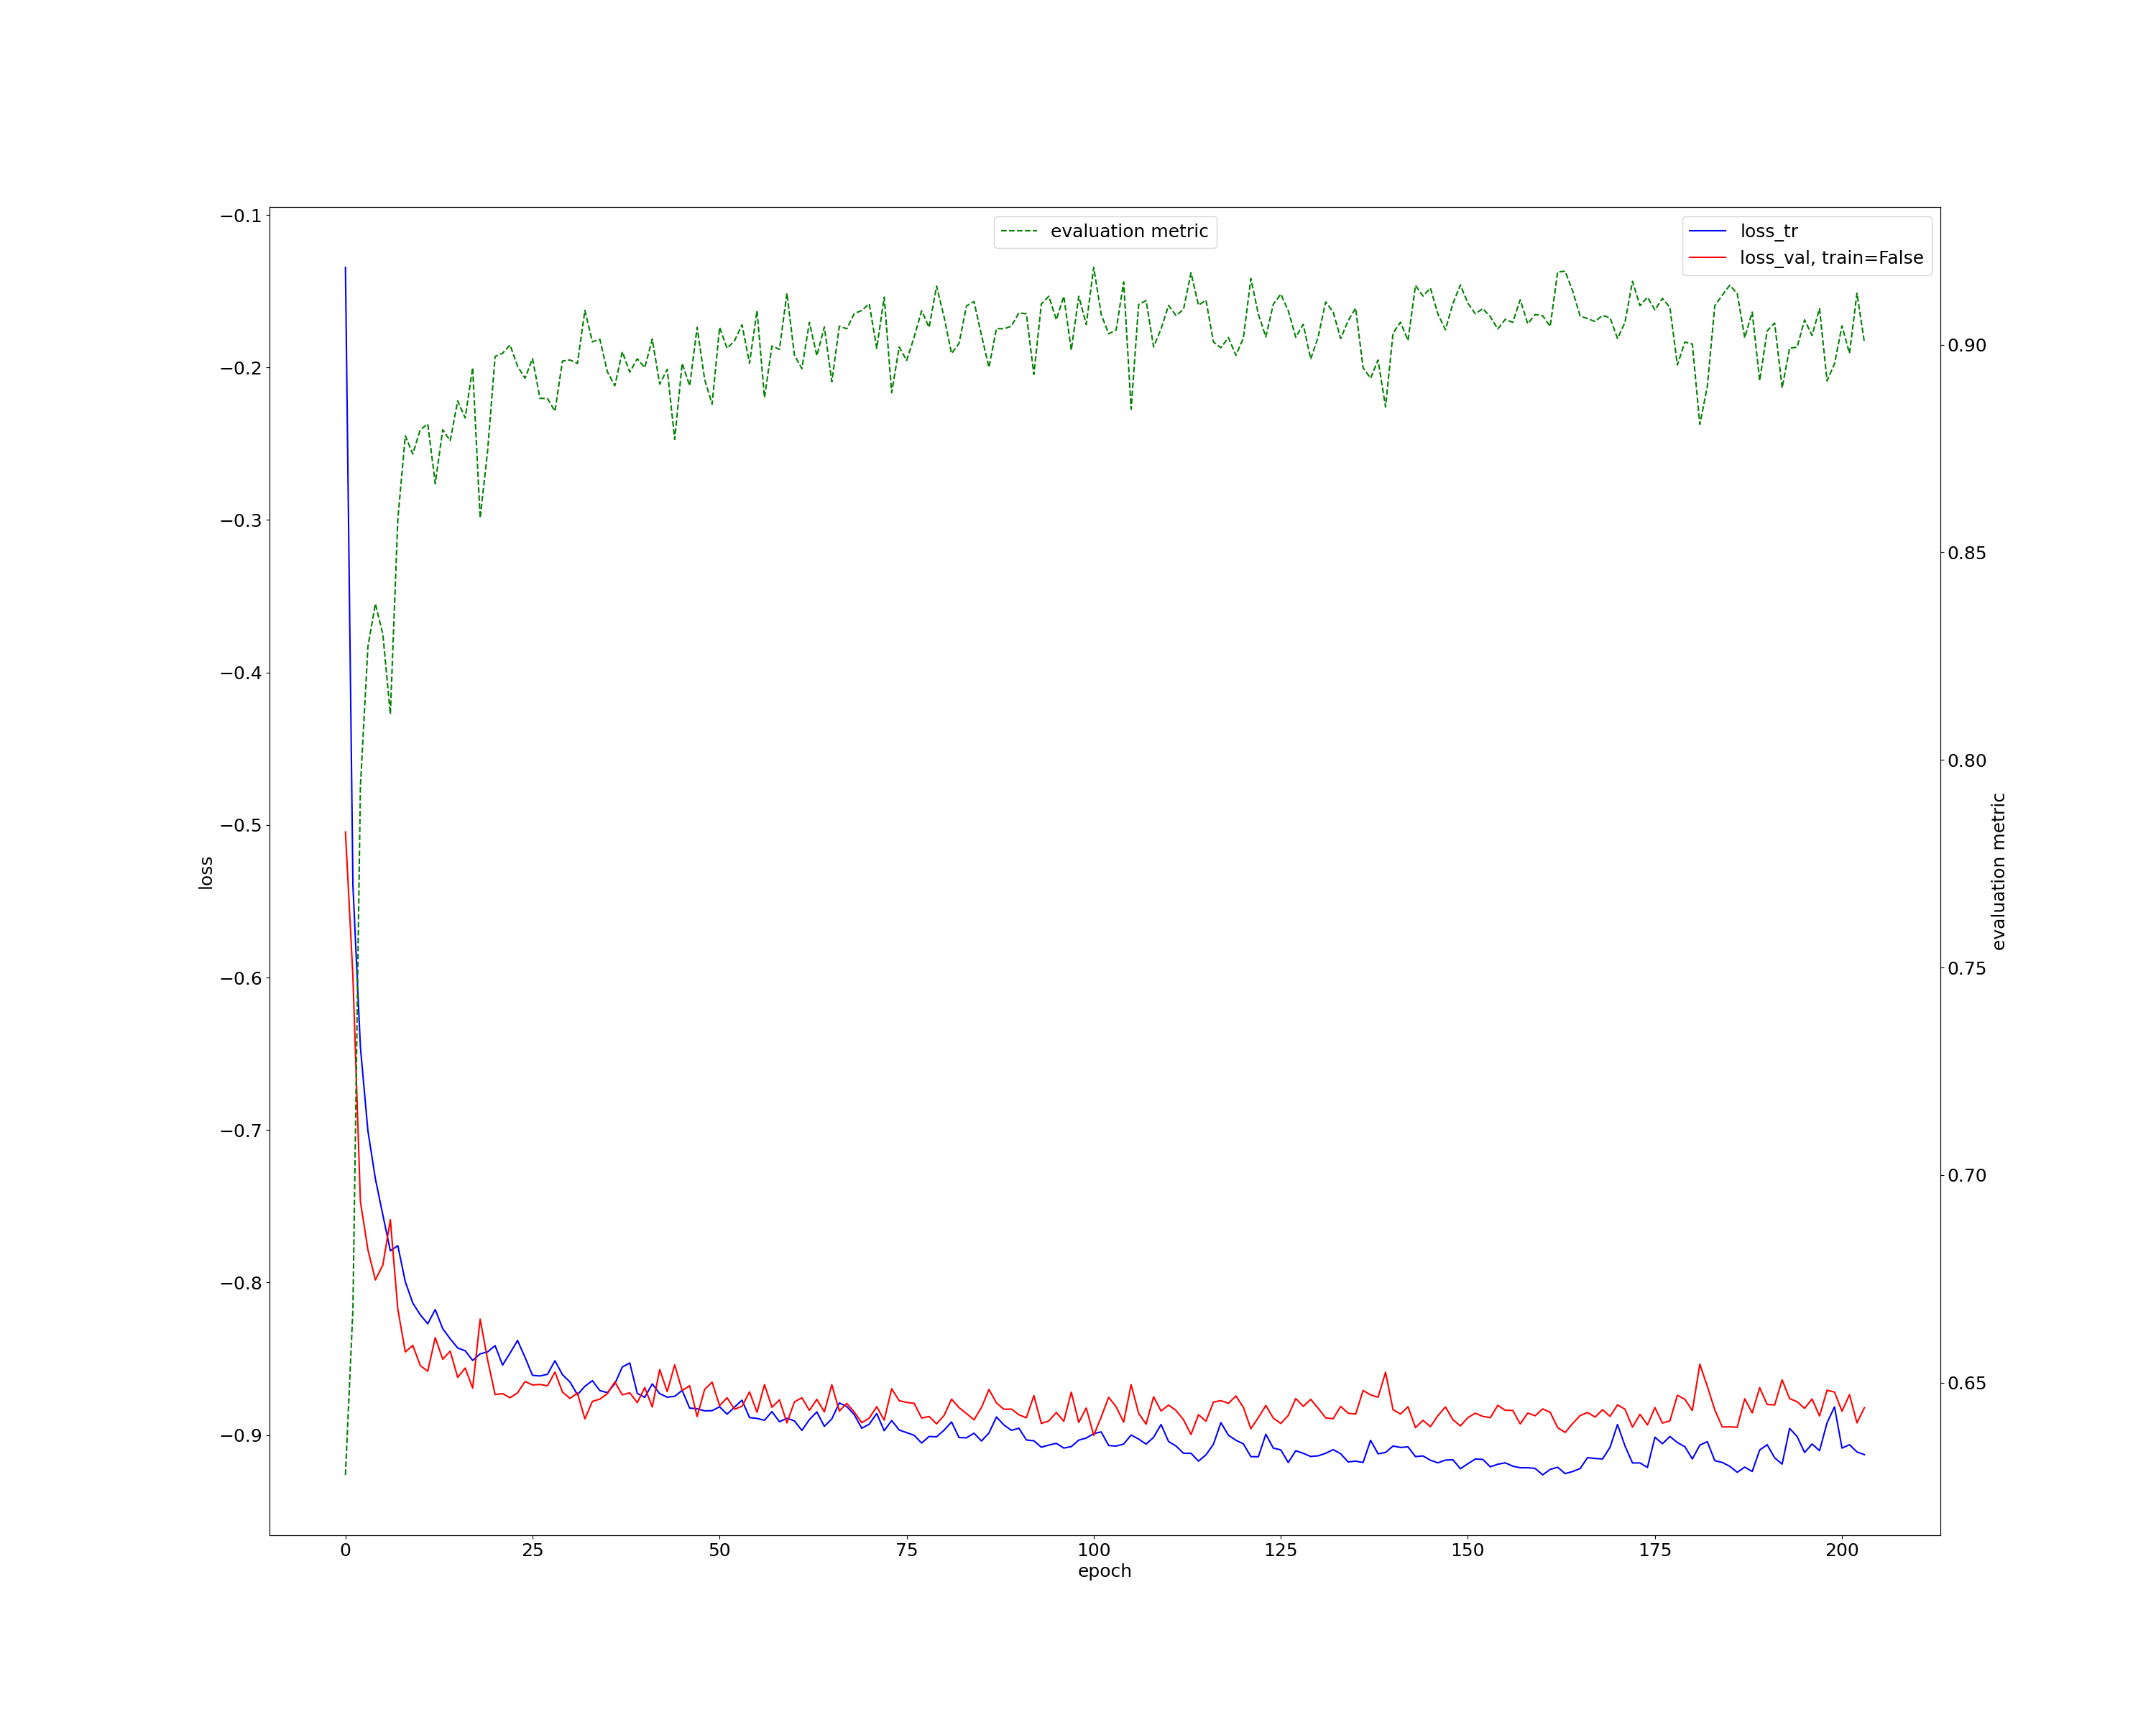 evaluation metric
loss_tr
loss_val, train=False
−0.1
−0.2
−0.3
−0.4
−0.5
−0.6
−0.7
−0.8
−0.9
loss
0.90
0.85
0.80
0.75
0.70
0.65
evaluation metric
0 25 50 75 100 125 150 175 200
epoch